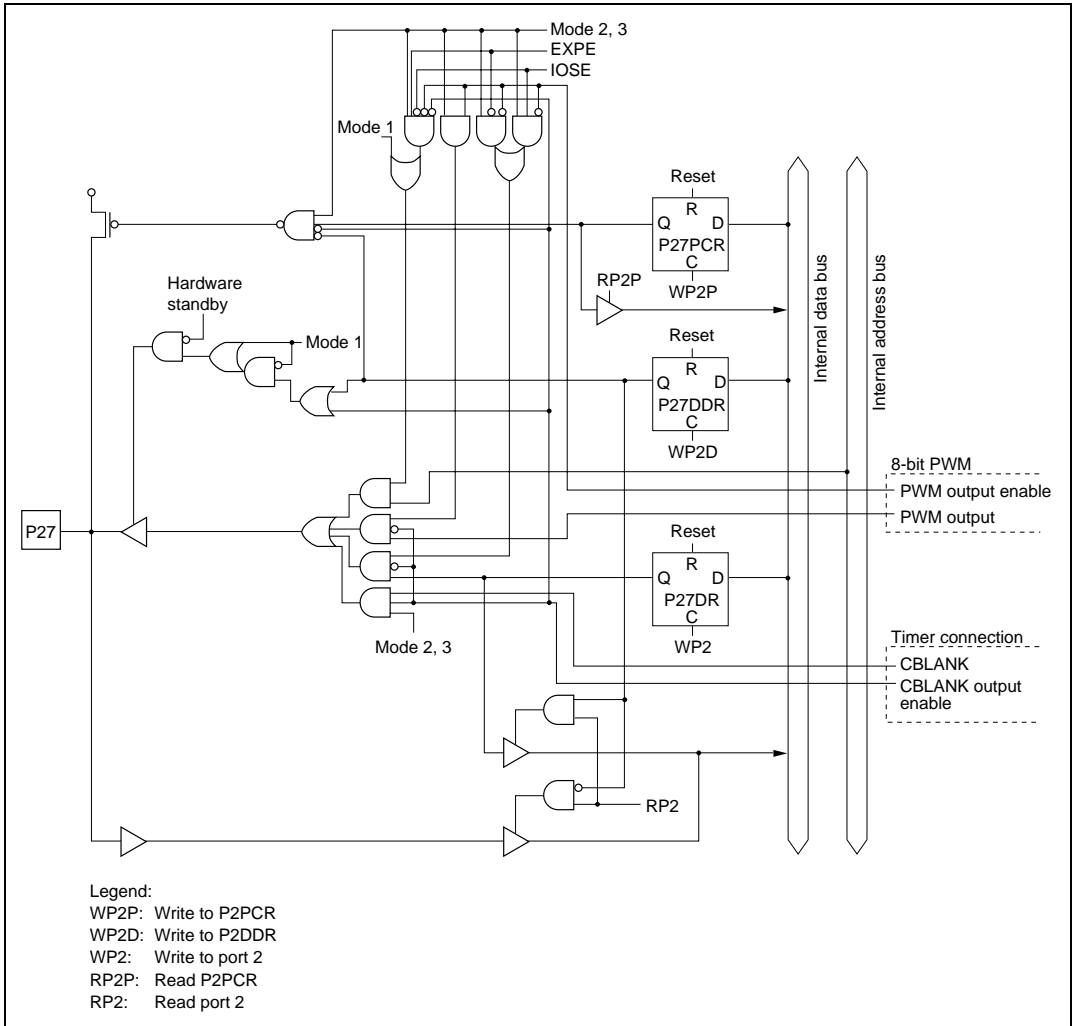 Mode 2, 3
EXPE
IOSE
Mode 1
Reset
R
Q D
P27PCR
C
WP2P
RP2P
Hardware
standby
Mode 1
Reset
R
Q D
P27DDR
C
WP2D
Internal data bus
Internal address bus
8-bit PWM
PWM output enable
PWM output
P27
Reset
R
Q D
P27DR
C
WP2
Mode 2, 3
Timer connection
CBLANK
CBLANK output
enable
RP2
Legend:
WP2P: Write to P2PCR
WP2D: Write to P2DDR
WP2: Write to port 2
RP2P: Read P2PCR
RP2: Read port 2